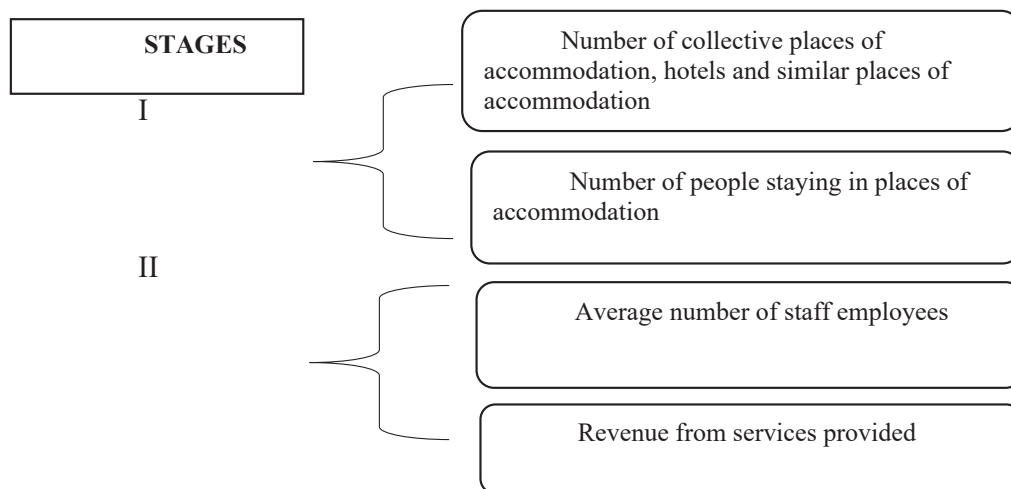 STAGES
I
Number of collective places of
accommodation, hotels and similar places of
accommodation
Number of people staying in places of
accommodation
II
Average number of staff employees
Revenue from services provided